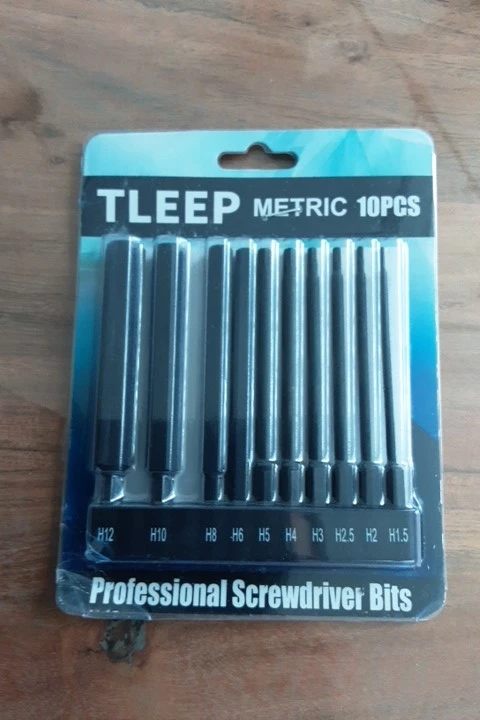 TLEEP METRIC 10PCS
H12 H10 H8 H6 H5 H4 H3 H2.5 H2 H1.5
Professional Screwdriver Bits